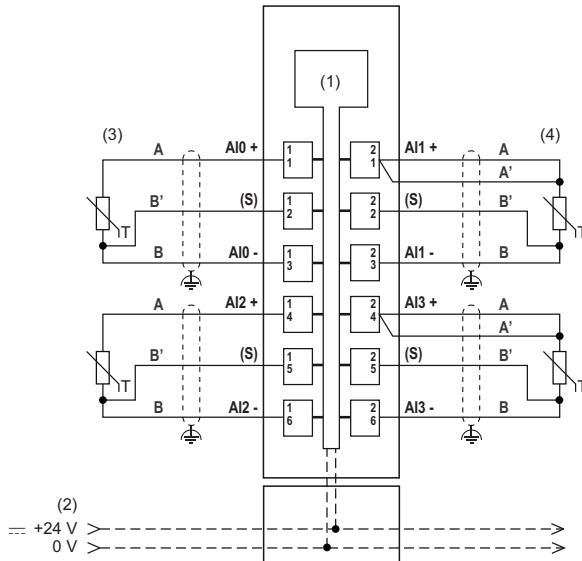 (1)
(3) (4)
A AI0 + 1 1 2 1 AI1 + A
A'
B' (S) 1 2 2 2 (S) B'
T T
B AI0 - 1 3 2 3 AI1 - B
A AI2 + 1 4 2 4 AI3 + A
A'
B' (S) 1 5 2 5 (S) B'
T T
B AI2 - 1 6 2 6 AI3 - B
(2)
+24 V
0 V